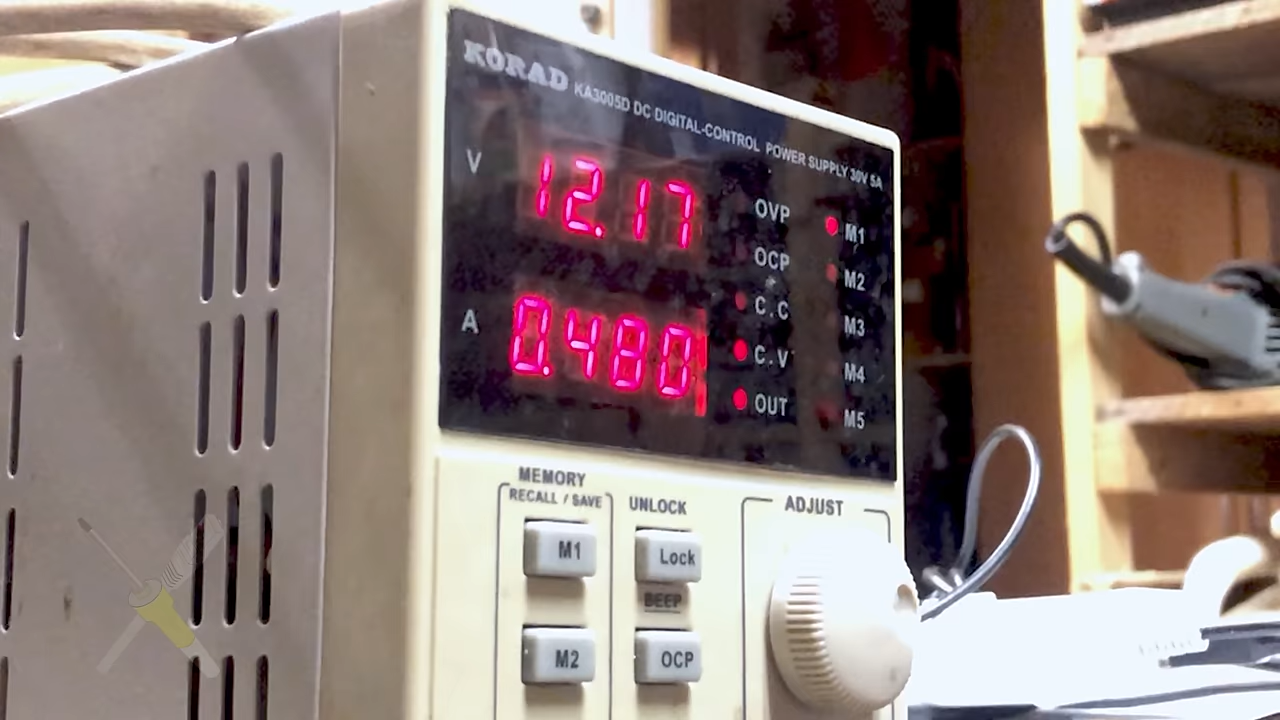 KORAD KA3005D DC DIGITAL-CONTROL POWER SUPPLY 30V 5A
V 12.17
A 0.480
OVP M1
OCP M2
C.C M3
C.V M4
OUT M5
MEMORY
RECALL / SAVE
UNLOCK
ADJUST
M1 Lock
BEEP
M2 OCP